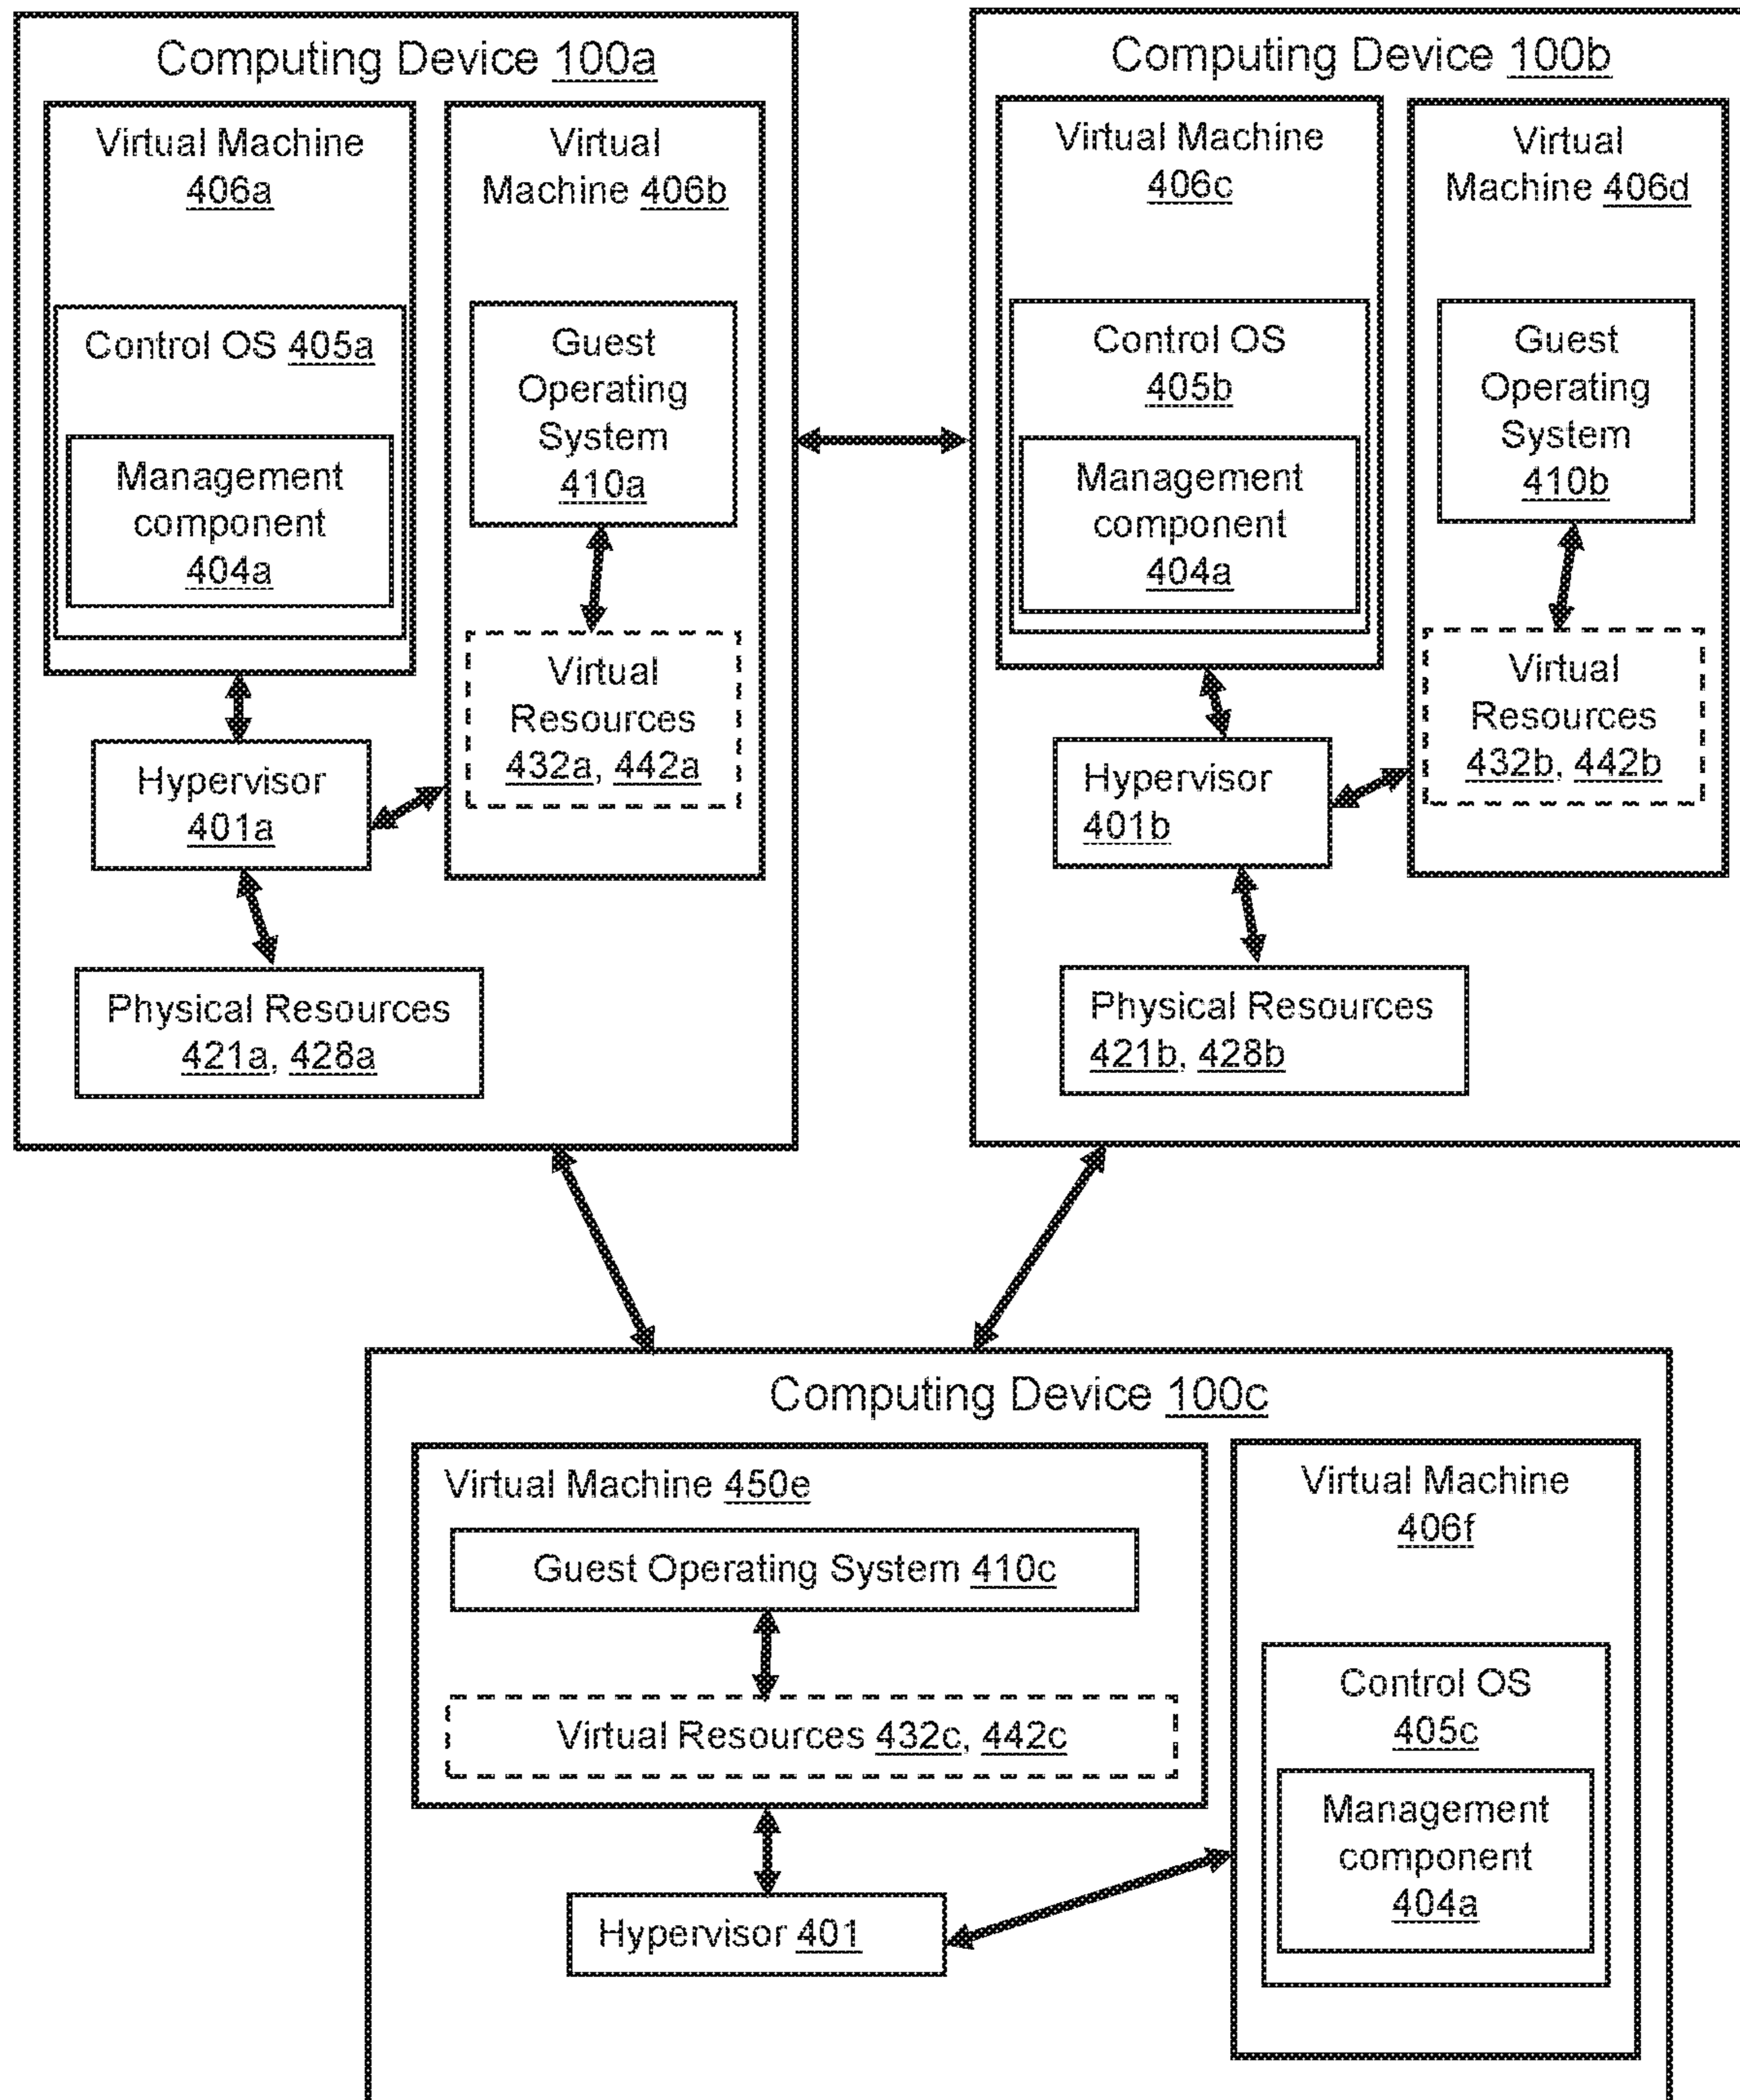 Computing Device 100a
Virtual Machine
406a
Control OS 405a
Management
component
404a
Virtual
Machine 406b
Guest
Operating
System
410a
Virtual
Resources
432a, 442a
Hypervisor
401a
Physical Resources
421a, 428a
Computing Device 100b
Virtual Machine
406c
Control OS
405b
Management
component
404a
Virtual
Machine 406d
Guest
Operating
System
410b
Virtual
Resources
432b, 442b
Hypervisor
401b
Physical Resources
421b, 428b
Computing Device 100c
Virtual Machine 450e
Guest Operating System 410c
Virtual Resources 432c, 442c
Hypervisor 401
Virtual Machine
406f
Control OS
405c
Management
component
404a